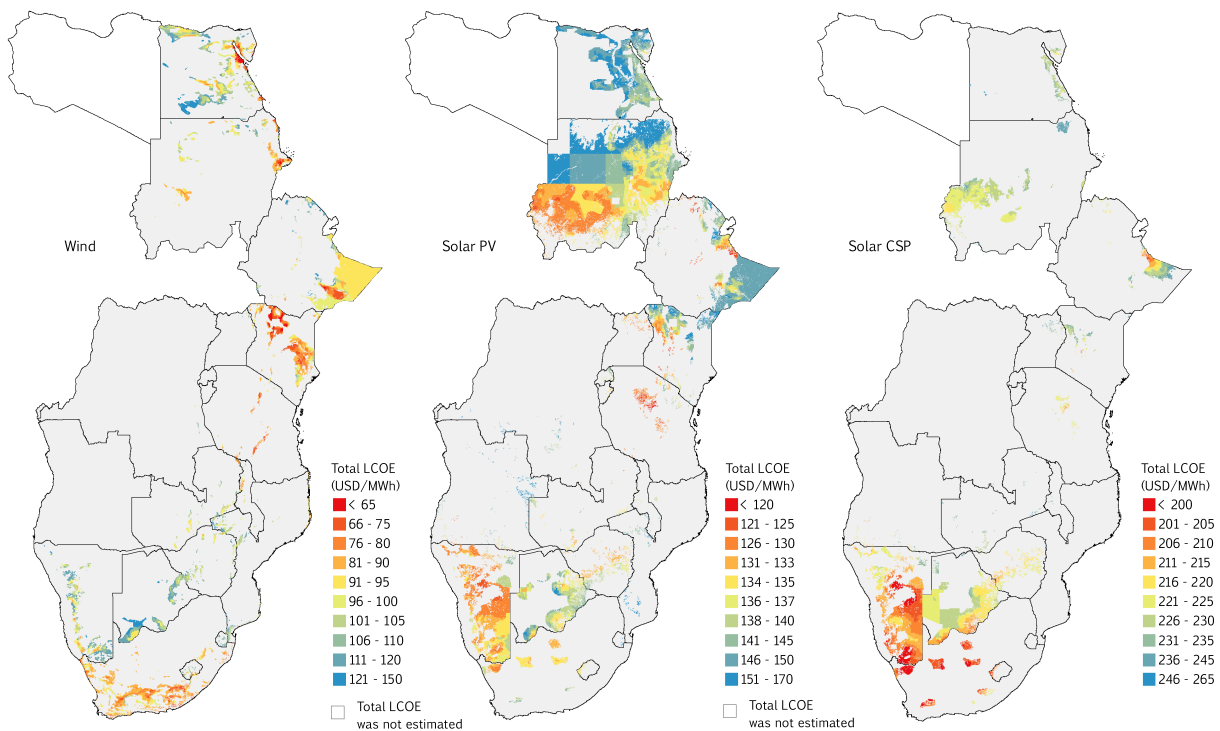 Wind
Total LCOE
(USD/MWh)
< 65
66 - 75
76 - 80
81 - 90
91 - 95
96 - 100
101 - 105
106 - 110
111 - 120
121 - 150
Total LCOE
was not estimated
Solar PV
Total LCOE
(USD/MWh)
< 120
121 - 125
126 - 130
131 - 133
134 - 135
136 - 137
138 - 140
141 - 145
146 - 150
151 - 170
Total LCOE
was not estimated
Solar CSP
Total LCOE
(USD/MWh)
< 200
201 - 205
206 - 210
211 - 215
216 - 220
221 - 225
226 - 230
231 - 235
236 - 245
246 - 265